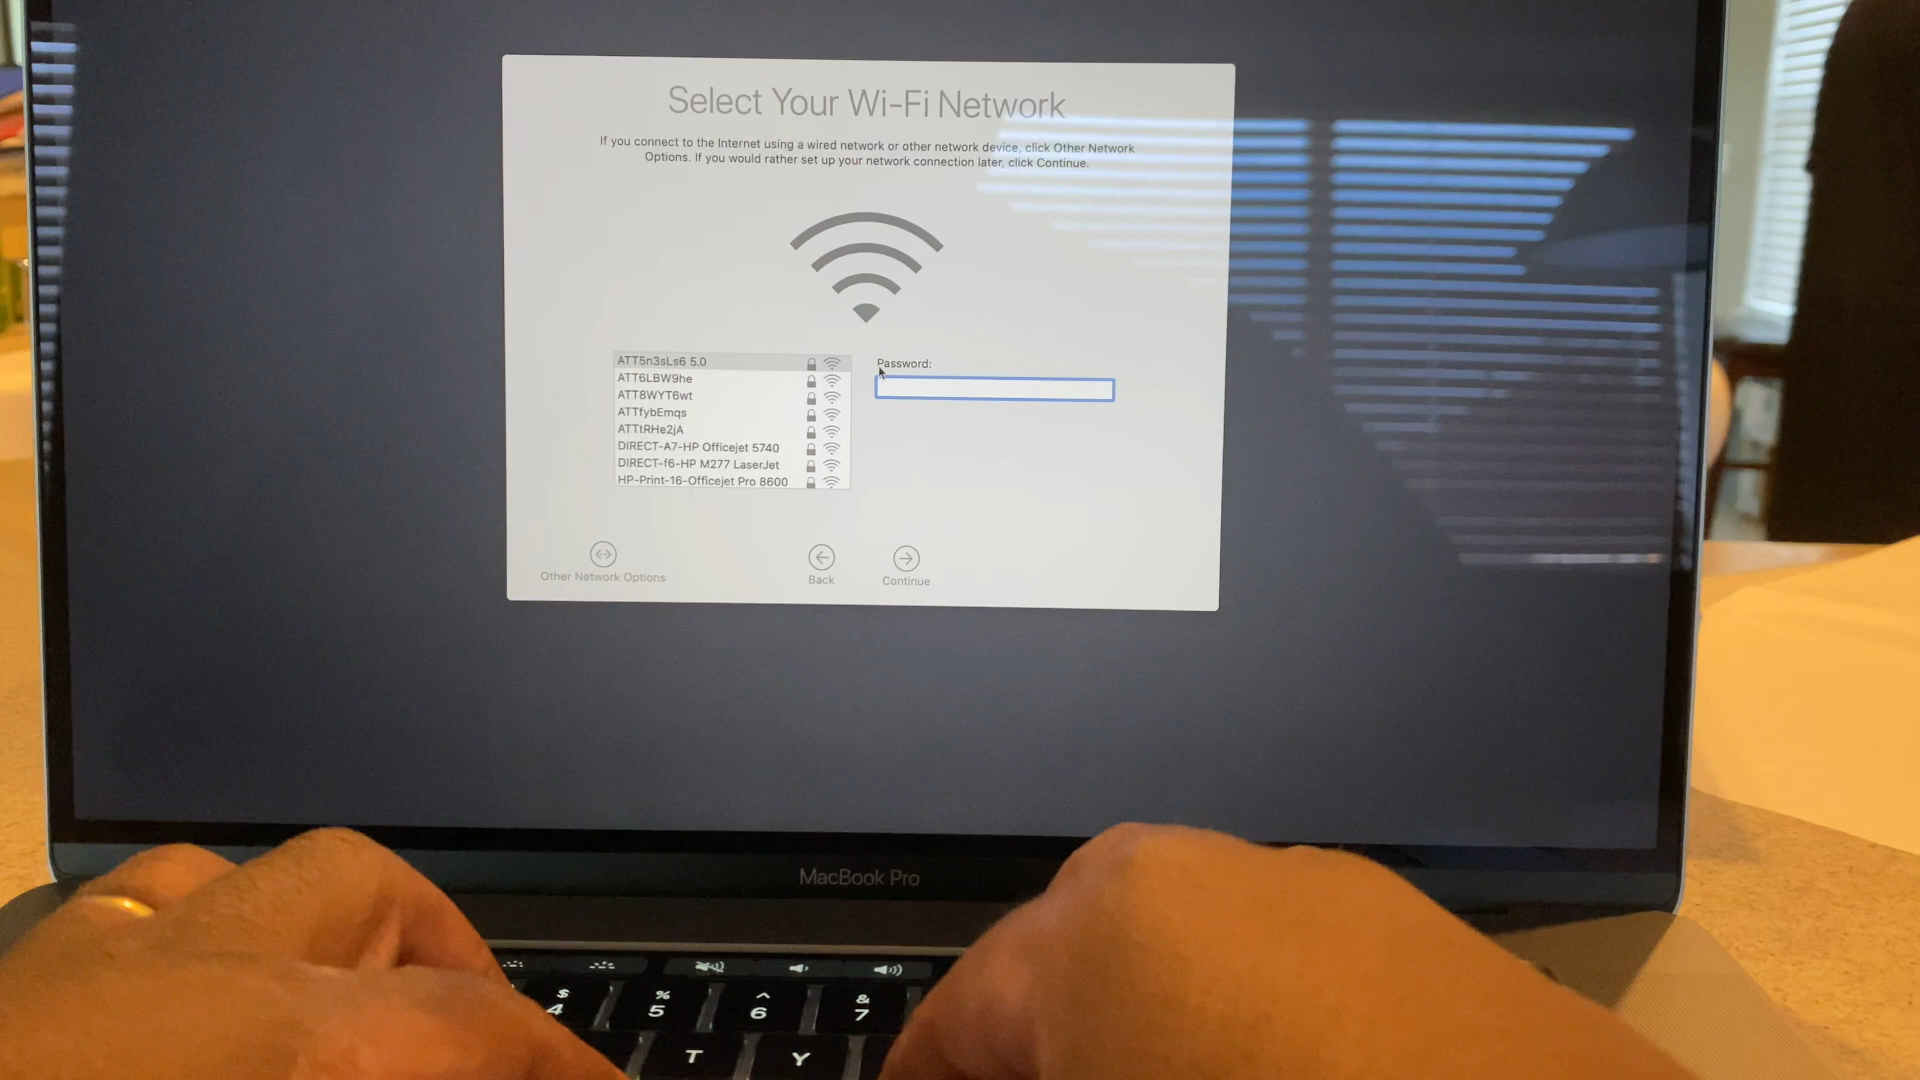 Select Your Wi-Fi Network
If you connect to the Internet using a wired network or other network device, click Other Network
Options. If you would rather set up your network connection later, click Continue.
ATT5n3sLs6 5.0
ATT6LBW9he
ATT8WYT6wt
ATTfybEmqs
ATTtRHe2jA
DIRECT-A7-HP Officejet 5740
DIRECT-f6-HP M277 LaserJet
HP-Print-16-Officejet Pro 8600
Password:
Other Network Options
Back
Continue
MacBook Pro
$ % ^ &
4 5 6 7
T Y